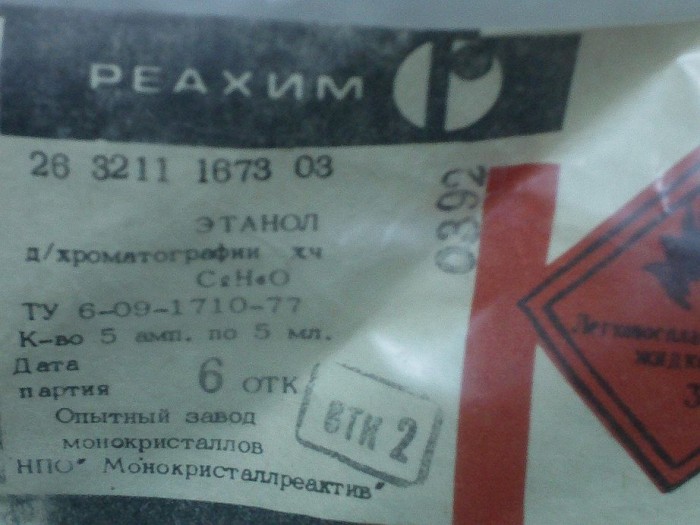 РЕАХИМ
26 3211 1673 03
0392
ЭТАНОЛ
д/хроматографии хч
C₂H₆O
ТУ 6-09-1710-77
К-во 5 амп. по 5 мл.
Дата
партия 6 ОТК
ВТК 2
Опытный завод
монокристаллов
НПО "Монокристаллреактив"
3